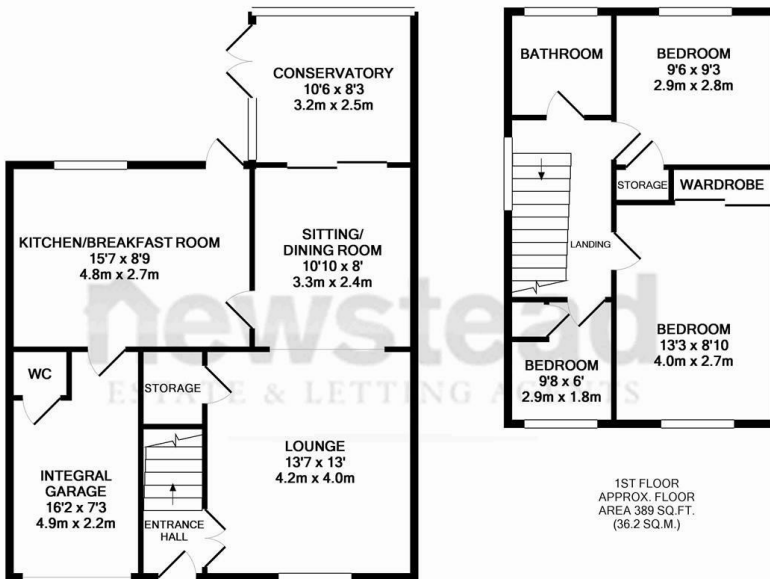 CONSERVATORY
10'6 x 8'3
3.2m x 2.5m
KITCHEN/BREAKFAST ROOM
15'7 x 8'9
4.8m x 2.7m
SITTING/
DINING ROOM
10'10 x 8'
3.3m x 2.4m
WC
STORAGE
LOUNGE
13'7 x 13'
4.2m x 4.0m
INTEGRAL
GARAGE
16'2 x 7'3
4.9m x 2.2m
ENTRANCE
HALL
BATHROOM
BEDROOM
9'6 x 9'3
2.9m x 2.8m
STORAGE
WARDROBE
LANDING
BEDROOM
13'3 x 8'10
4.0m x 2.7m
BEDROOM
9'8 x 6'
2.9m x 1.8m
newstead
ESTATE & LETTING AGENTS
1ST FLOOR
APPROX. FLOOR
AREA 389 SQ.FT.
(36.2 SQ.M.)